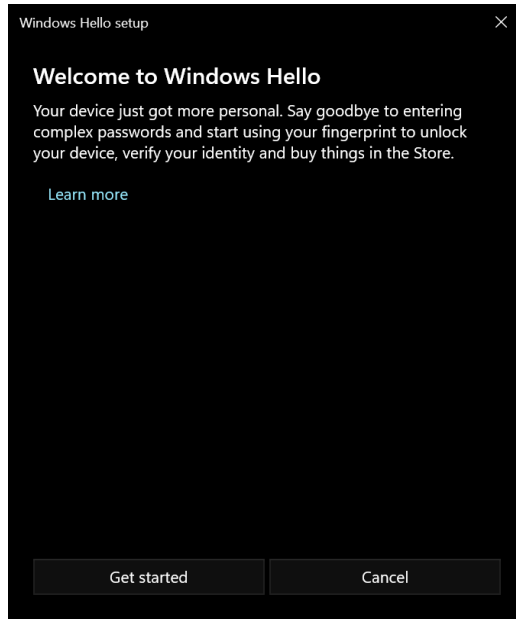 Windows Hello setup
Welcome to Windows Hello
Your device just got more personal. Say goodbye to entering
complex passwords and start using your fingerprint to unlock
your device, verify your identity and buy things in the Store.
Learn more
Get started
Cancel